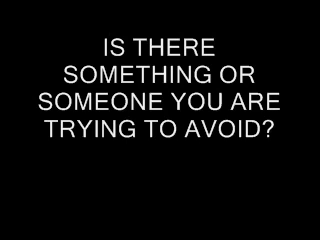 IS THERE
SOMETHING OR
SOMEONE YOU ARE
TRYING TO AVOID?